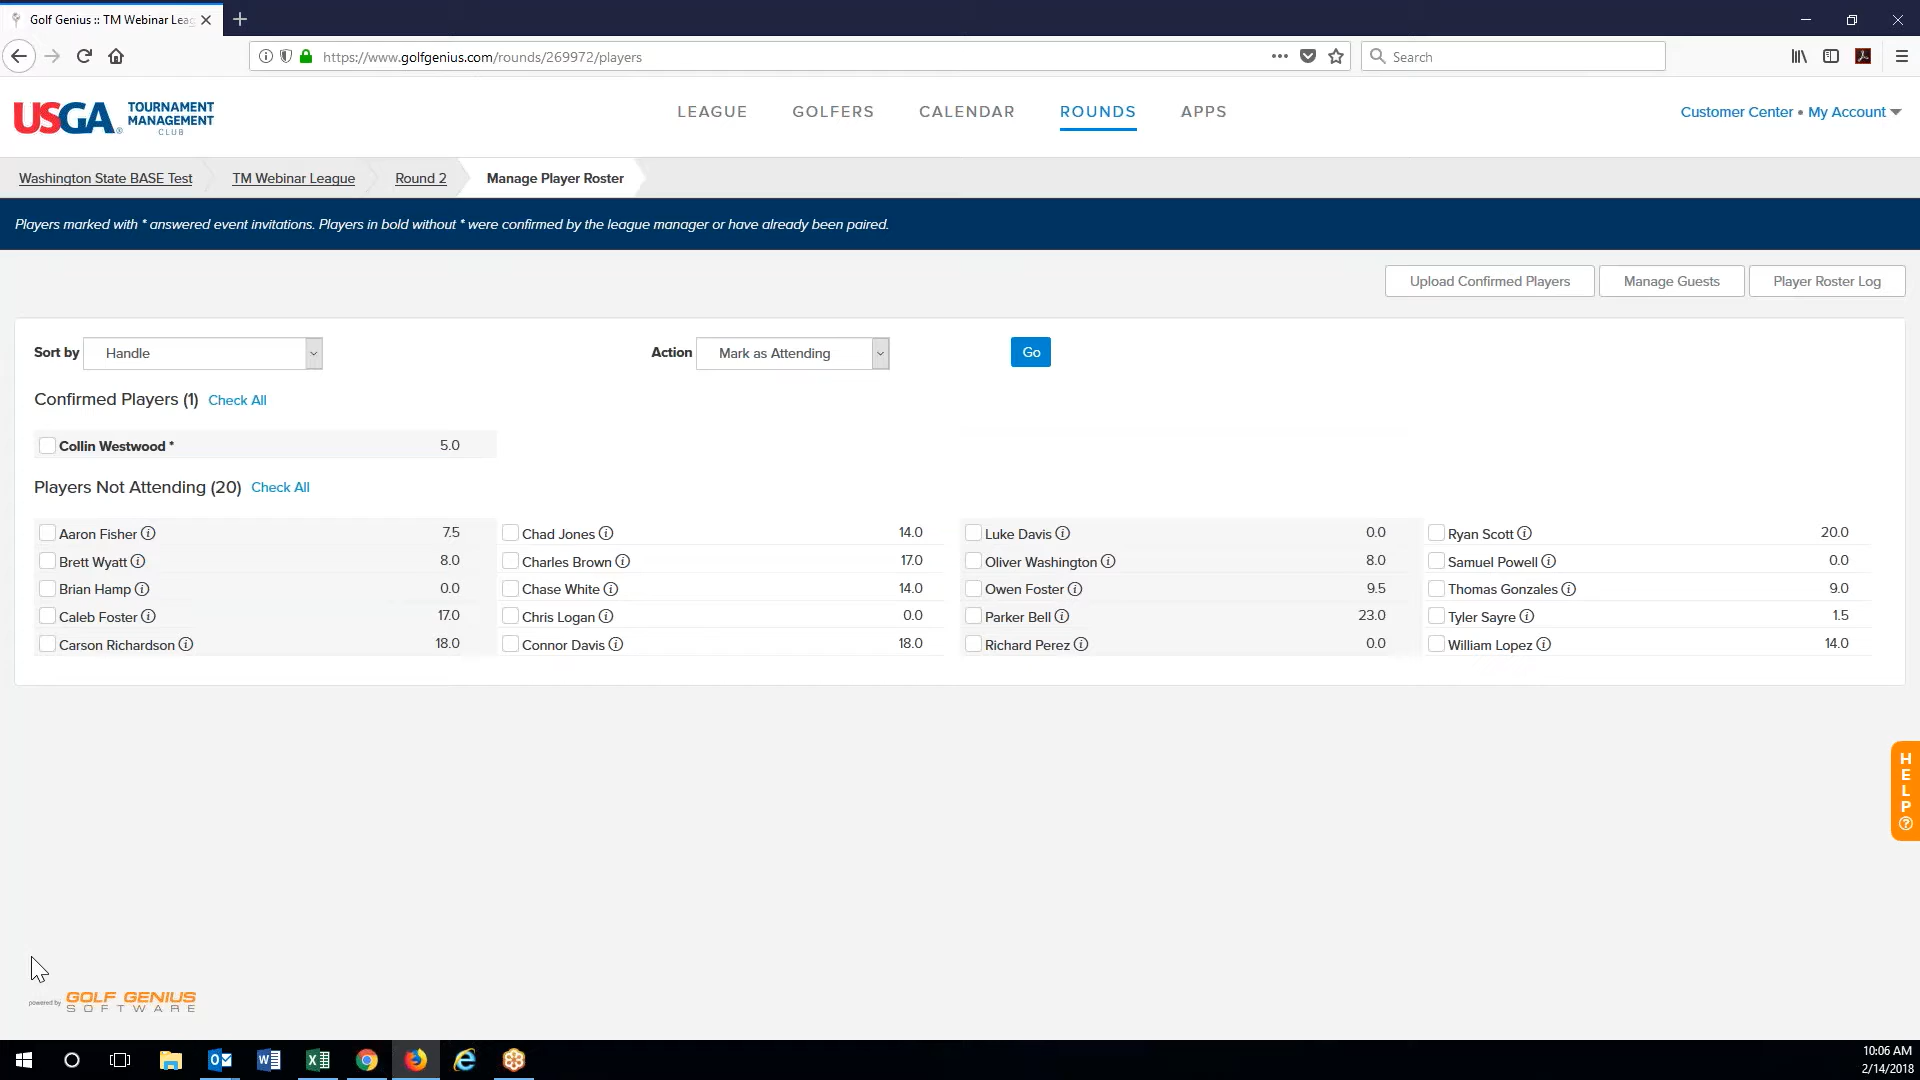 Golf Genius :: TM Webinar Leag
https://www.golfgenius.com/rounds/269972/players
Search
USGA TOURNAMENT MANAGEMENT CLUB
LEAGUE
GOLFERS
CALENDAR
ROUNDS
APPS
Customer Center • My Account
Washington State BASE Test
TM Webinar League
Round 2
Manage Player Roster
Players marked with * answered event invitations. Players in bold without * were confirmed by the league manager or have already been paired.
Upload Confirmed Players
Manage Guests
Player Roster Log
Sort by Handle
Action Mark as Attending
Go
Confirmed Players (1) Check All
Collin Westwood * 5.0
Players Not Attending (20) Check All
Aaron Fisher 7.5
Brett Wyatt 8.0
Brian Hamp 0.0
Caleb Foster 17.0
Carson Richardson 18.0
Chad Jones 14.0
Charles Brown 17.0
Chase White 14.0
Chris Logan 0.0
Connor Davis 18.0
Luke Davis 0.0
Oliver Washington 8.0
Owen Foster 9.5
Parker Bell 23.0
Richard Perez 0.0
Ryan Scott 20.0
Samuel Powell 0.0
Thomas Gonzales 9.0
Tyler Sayre 1.5
William Lopez 14.0
HELP
powered by GOLF GENIUS
SOFTWARE
10:06 AM
2/14/2018